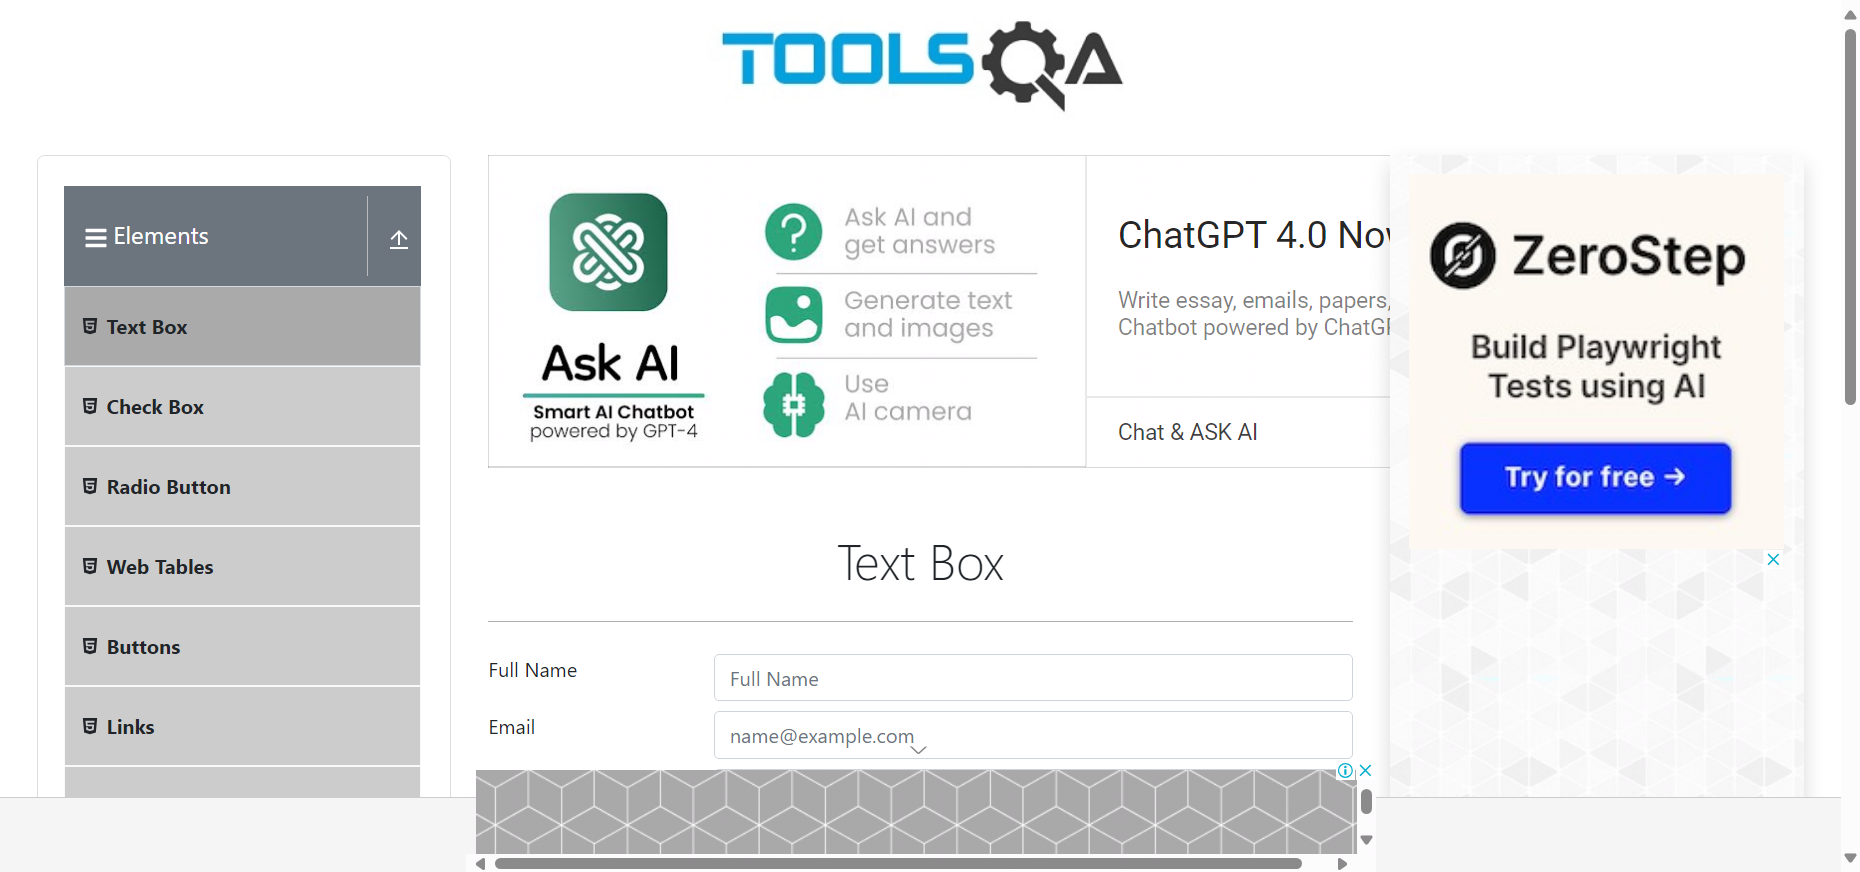 TOOLSQA
Elements
Text Box
Check Box
Radio Button
Web Tables
Buttons
Links
Ask AI
Smart AI Chatbot
powered by GPT-4
Ask AI and
get answers
Generate text
and images
Use
AI camera
ChatGPT 4.0 No
Write essay, emails, papers,
Chatbot powered by ChatG
Chat & ASK AI
ZeroStep
Build Playwright
Tests using AI
Try for free →
Text Box
Full Name
Full Name
Email
name@example.com